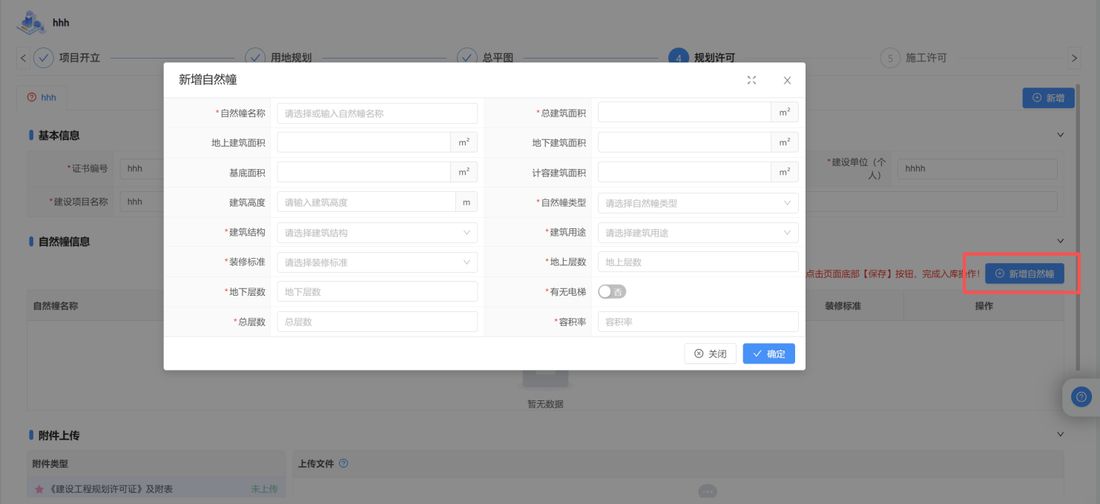 hhh
项目开立
用地规划
总平图
4 规划许可
5 施工许可
hhh
新增
基本信息
*证书编号 hhh
*建设单位（个人） hhhh
*建设项目名称 hhh
自然幢信息
点击页面底部【保存】按钮，完成入库操作！
新增自然幢
自然幢名称
装修标准
操作
新增自然幢
*自然幢名称 请选择或输入自然幢名称
*总建筑面积 m²
地上建筑面积 m²
地下建筑面积 m²
基底面积 m²
计容建筑面积 m²
建筑高度 请输入建筑高度 m
*自然幢类型 请选择自然幢类型
*建筑结构 请选择建筑结构
*建筑用途 请选择建筑用途
*装修标准 请选择装修标准
*地上层数 地上层数
*地下层数 地下层数
*有无电梯 否
*总层数 总层数
*容积率 容积率
关闭
确定
暂无数据
附件上传
附件类型
上传文件
《建设工程规划许可证》及附表 未上传